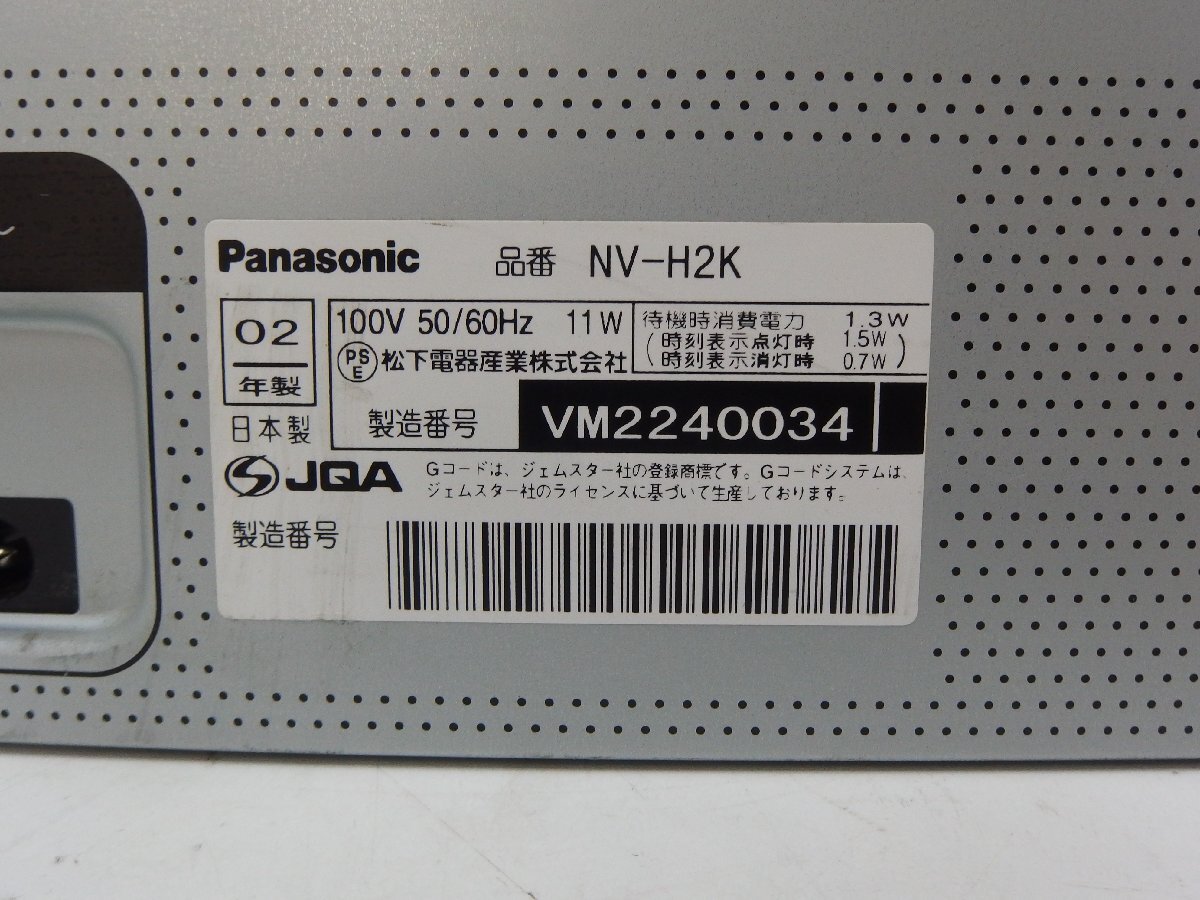 Panasonic 品番 NV-H2K
02
年製
日本製
100V 50/60Hz 11W
PS
E 松下電器産業株式会社
待機時消費電力 1.3W
(時刻表示点灯時 1.5W
時刻表示消灯時 0.7W)
製造番号 VM2240034
JQA
Gコードは、ジェムスター社の登録商標です。Gコードシステムは、
ジェムスター社のライセンスに基づいて生産しております。
製造番号